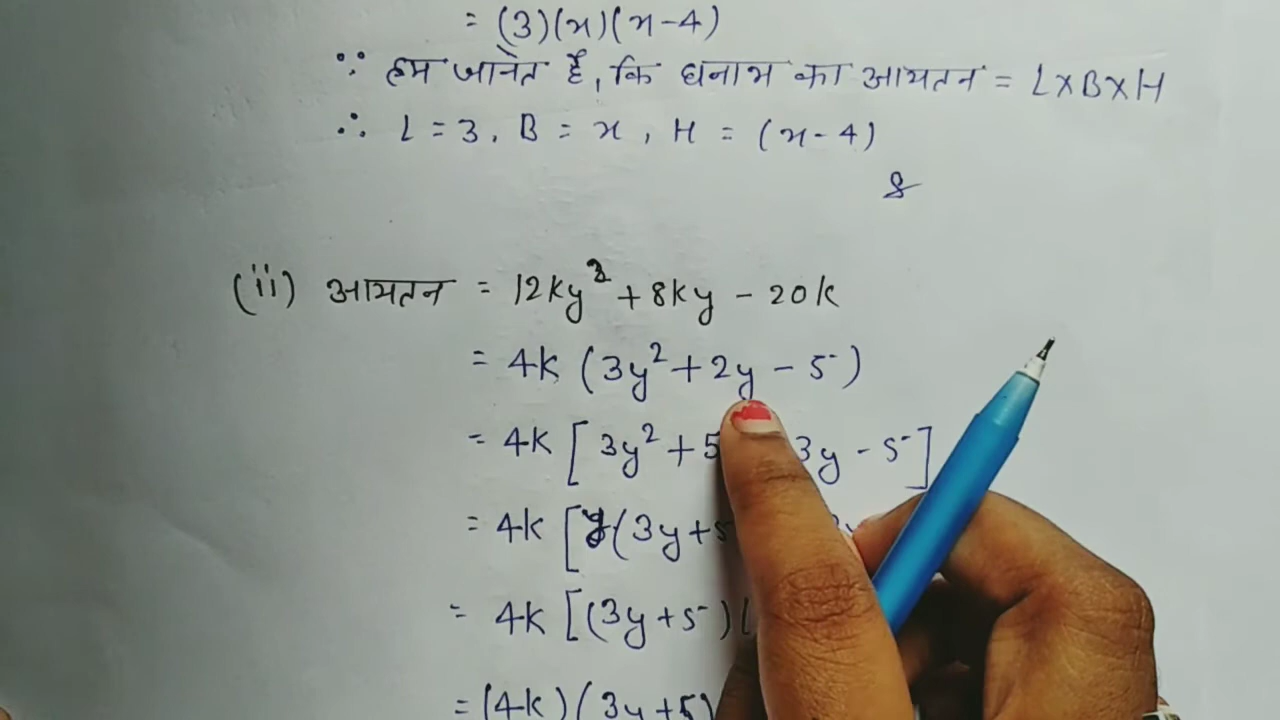 = (3)(x)(x-4)
∵ हम जानते हैं, कि घनाभ का आयतन = L×B×H
∴ L = 3, B = x, H = (x-4)
(ii) आयतन = 12ky² + 8ky - 20k
= 4k (3y² + 2y - 5)
= 4k [3y² + 5 3y - 5]
= 4k [y(3y+5
= 4k [(3y+5)(
= (4k)(3y+5)